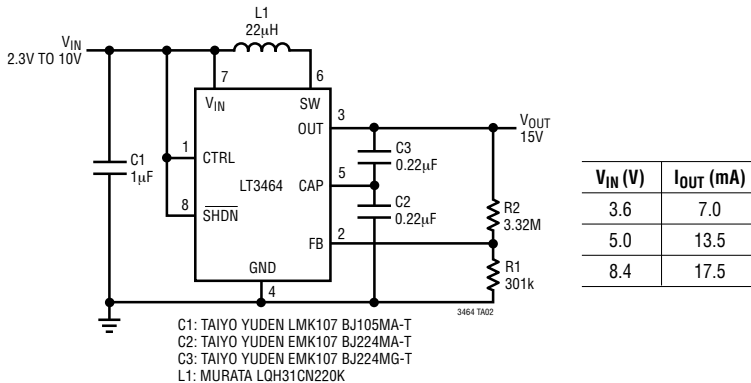 L1
22µH
VIN
2.3V TO 10V
7
6
VIN
SW
3
OUT
VOUT
15V
C3
0.22µF
1
CTRL
C1
1µF
5
LT3464
CAP
C2
0.22µF
R2
3.32M
8
SHDN
2
FB
R1
301k
GND
4
3464 TA02
C1: TAIYO YUDEN LMK107 BJ105MA-T
C2: TAIYO YUDEN EMK107 BJ224MA-T
C3: TAIYO YUDEN EMK107 BJ224MG-T
L1: MURATA LQH31CN220K
VIN (V) IOUT (mA)
3.6 7.0
5.0 13.5
8.4 17.5